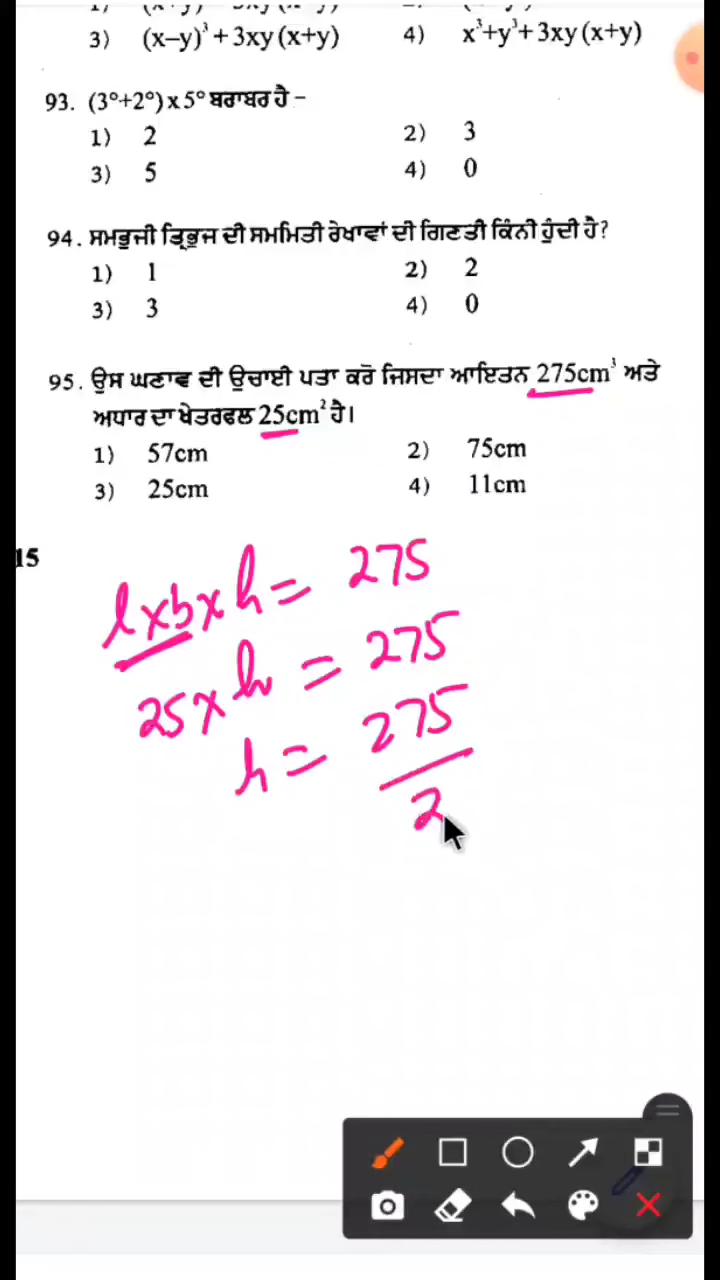 3) (x–y)³ + 3xy (x+y) 4) x³+y³+3xy (x+y)
93. (3°+2°) x 5° ਬਰਾਬਰ ਹੈ –
1) 2 2) 3
3) 5 4) 0
94. ਸਮਭੁਜੀ ਤ੍ਰਿਭੁਜ ਦੀ ਸਮਮਿਤੀ ਰੇਖਾਵਾਂ ਦੀ ਗਿਣਤੀ ਕਿੰਨੀ ਹੁੰਦੀ ਹੈ?
1) 1 2) 2
3) 3 4) 0
95. ਉਸ ਘਣਾਵ ਦੀ ਉਚਾਈ ਪਤਾ ਕਰੋ ਜਿਸਦਾ ਆਇਤਨ 275cm³ ਅਤੇ
ਅਧਾਰ ਦਾ ਖੇਤਰਫਲ 25cm² ਹੈ।
1) 57cm 2) 75cm
3) 25cm 4) 11cm
15
l x b x h = 275
25 x h = 275
h = 275
2